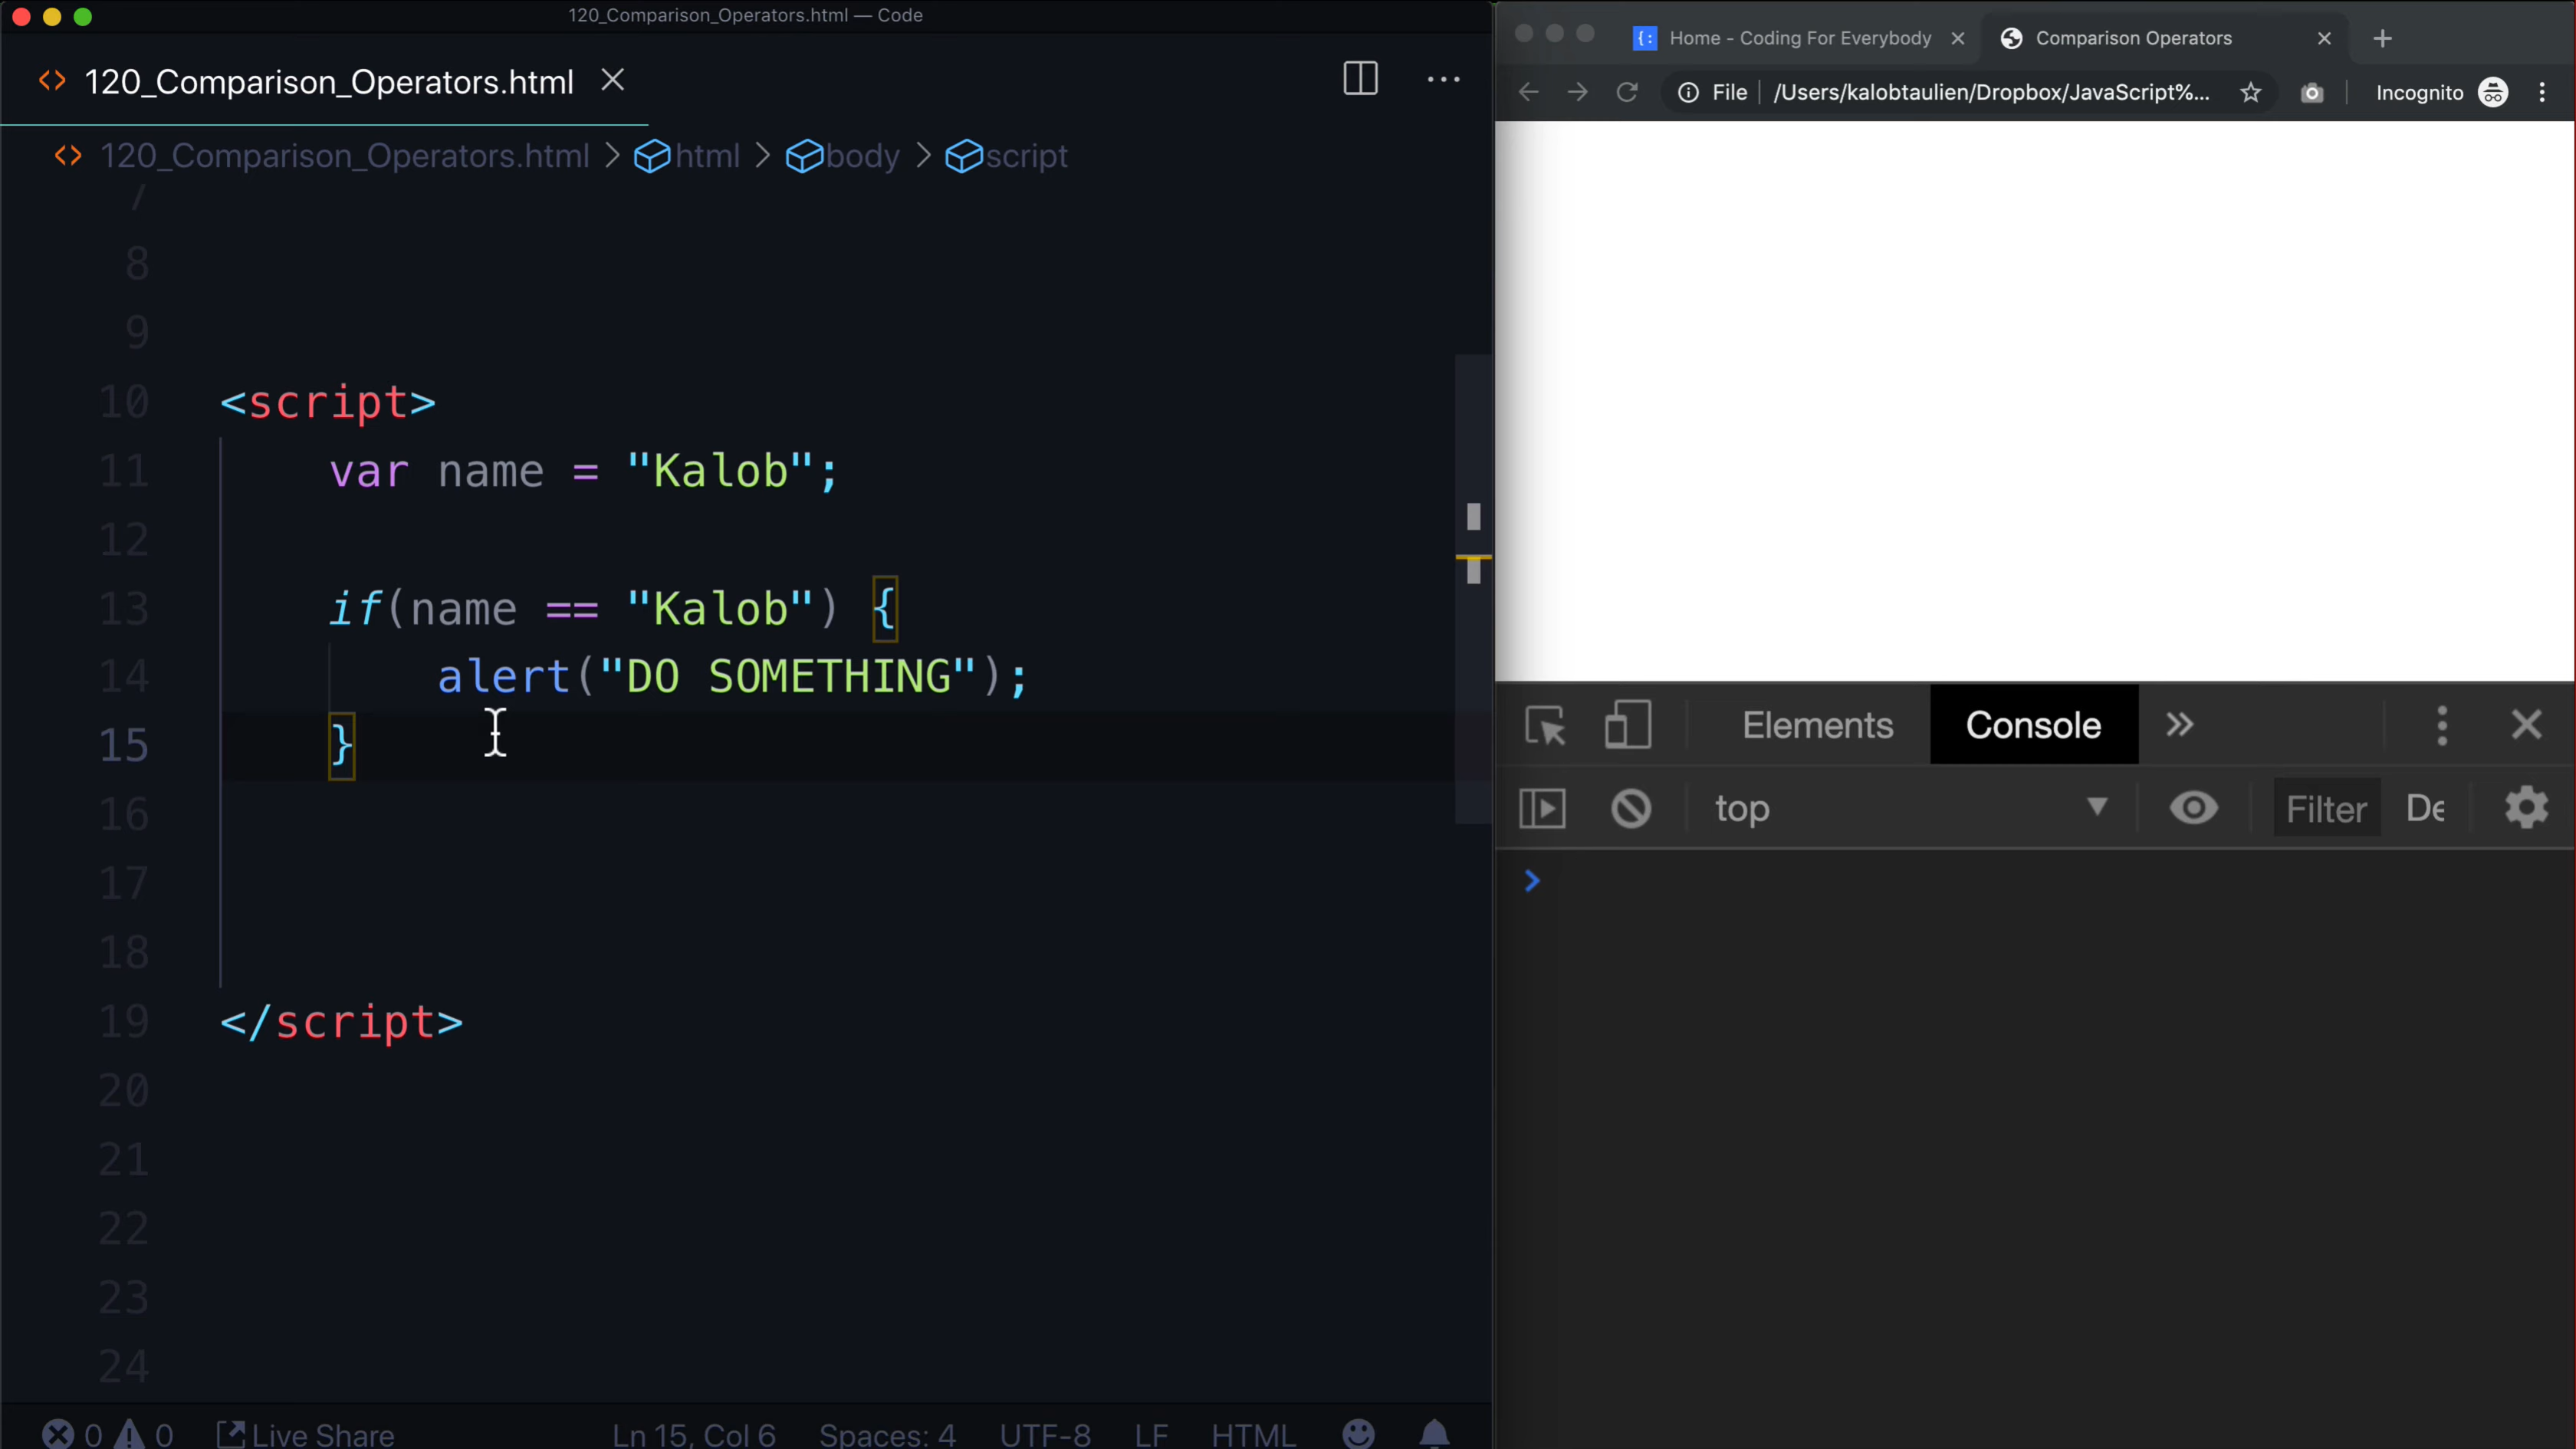 120_Comparison_Operators.html — Code
120_Comparison_Operators.html
120_Comparison_Operators.html > html > body > script
7
8
9
10 <script>
11 var name = "Kalob";
12
13 if(name == "Kalob") {
14 alert("DO SOMETHING");
15 }
16
17
18
19 </script>
20
21
22
23
24
0 0 Live Share Ln 15, Col 6 Spaces: 4 UTF-8 LF HTML
Home - Coding For Everybody Comparison Operators
File /Users/kalobtaulien/Dropbox/JavaScript%... Incognito
Elements Console
top Filter De